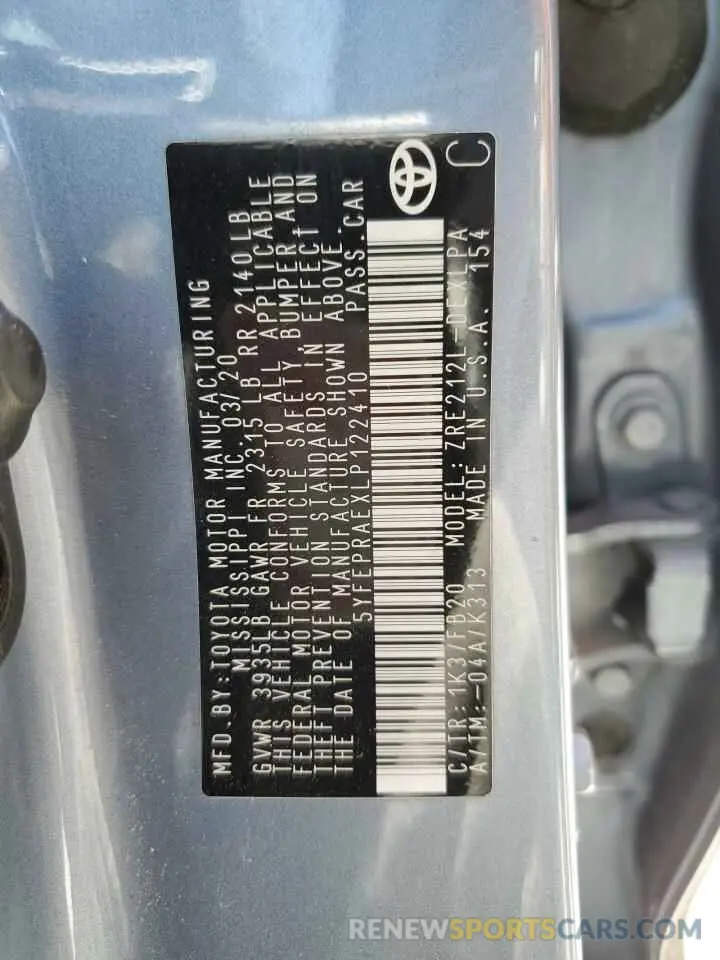 MFD.BY:TOYOTA MOTOR MANUFACTURING
MISSISSIPPI INC. 03/20
GVWR 3935LB GAWR FR 2315 LB RR 2140LB
THIS VEHICLE CONFORMS TO ALL APPLICABLE
FEDERAL MOTOR VEHICLE SAFETY, BUMPER AND
THEFT PREVENTION STANDARDS IN EFFECT ON
THE DATE OF MANUFACTURE SHOWN ABOVE.
5YFEPRAEXLP122410 PASS.CAR
C/TR:1K3/FB20 MODEL:ZRE212L-DEXLPA
A/TM:-04A/K313 MADE IN U.S.A. 154
C
RENEWSPORTSCARS.COM